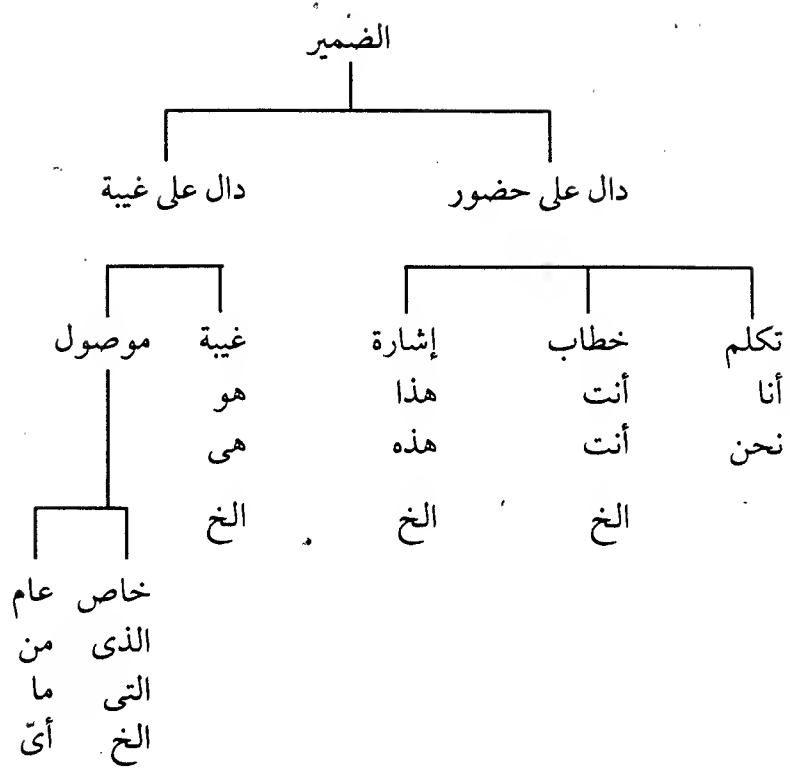 الضمير
دال على حضور دال على غيبة
تكلم خطاب إشارة غيبة موصول
أنا أنت هذا هو
نحن أنت هذه هى
الخ الخ الخ
خاص عام
الذى من
التى ما
الخ أىّ